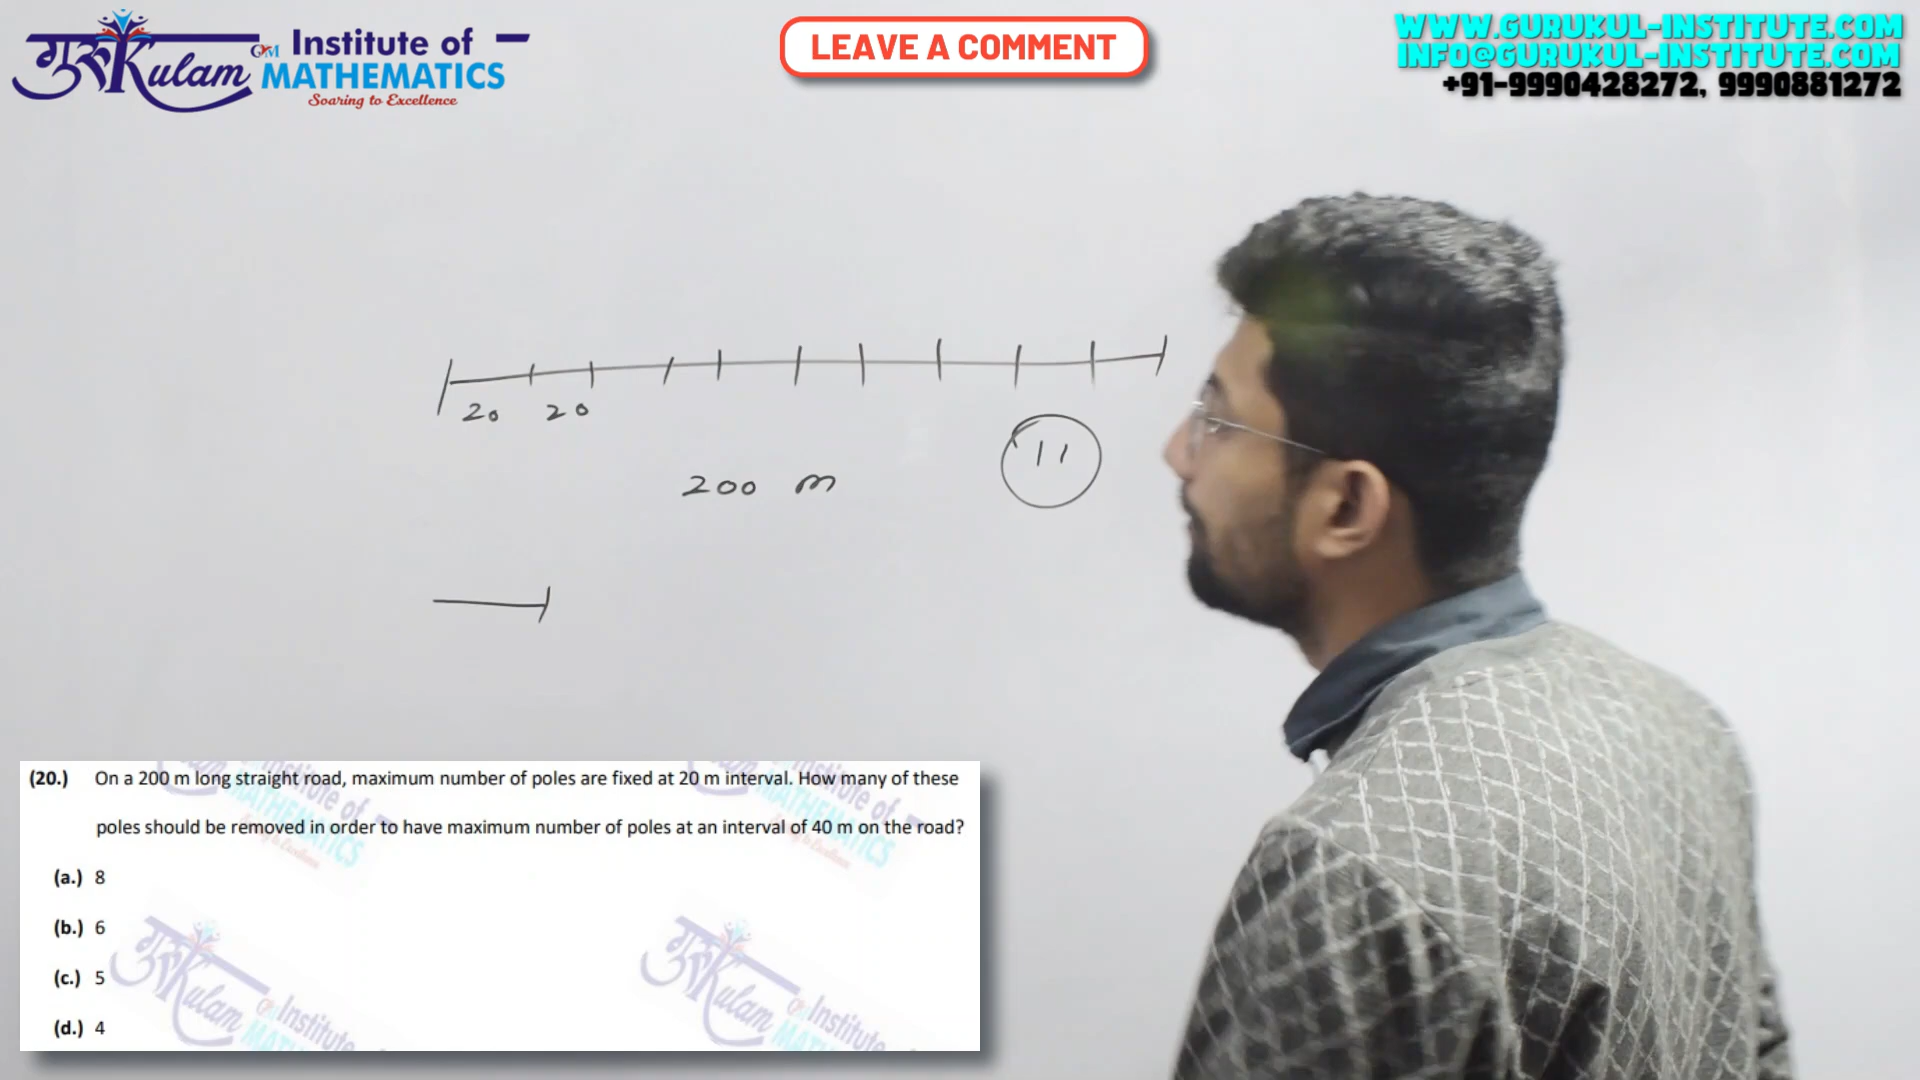 गुरुKulam GKIM Institute of
MATHEMATICS
Soaring to Excellence
LEAVE A COMMENT
WWW.GURUKUL-INSTITUTE.COM
INFO@GURUKUL-INSTITUTE.COM
+91-9990428272, 9990881272
20 20
200 m
11
(20.) On a 200 m long straight road, maximum number of poles are fixed at 20 m interval. How many of these
poles should be removed in order to have maximum number of poles at an interval of 40 m on the road?
(a.) 8
(b.) 6
(c.) 5
(d.) 4